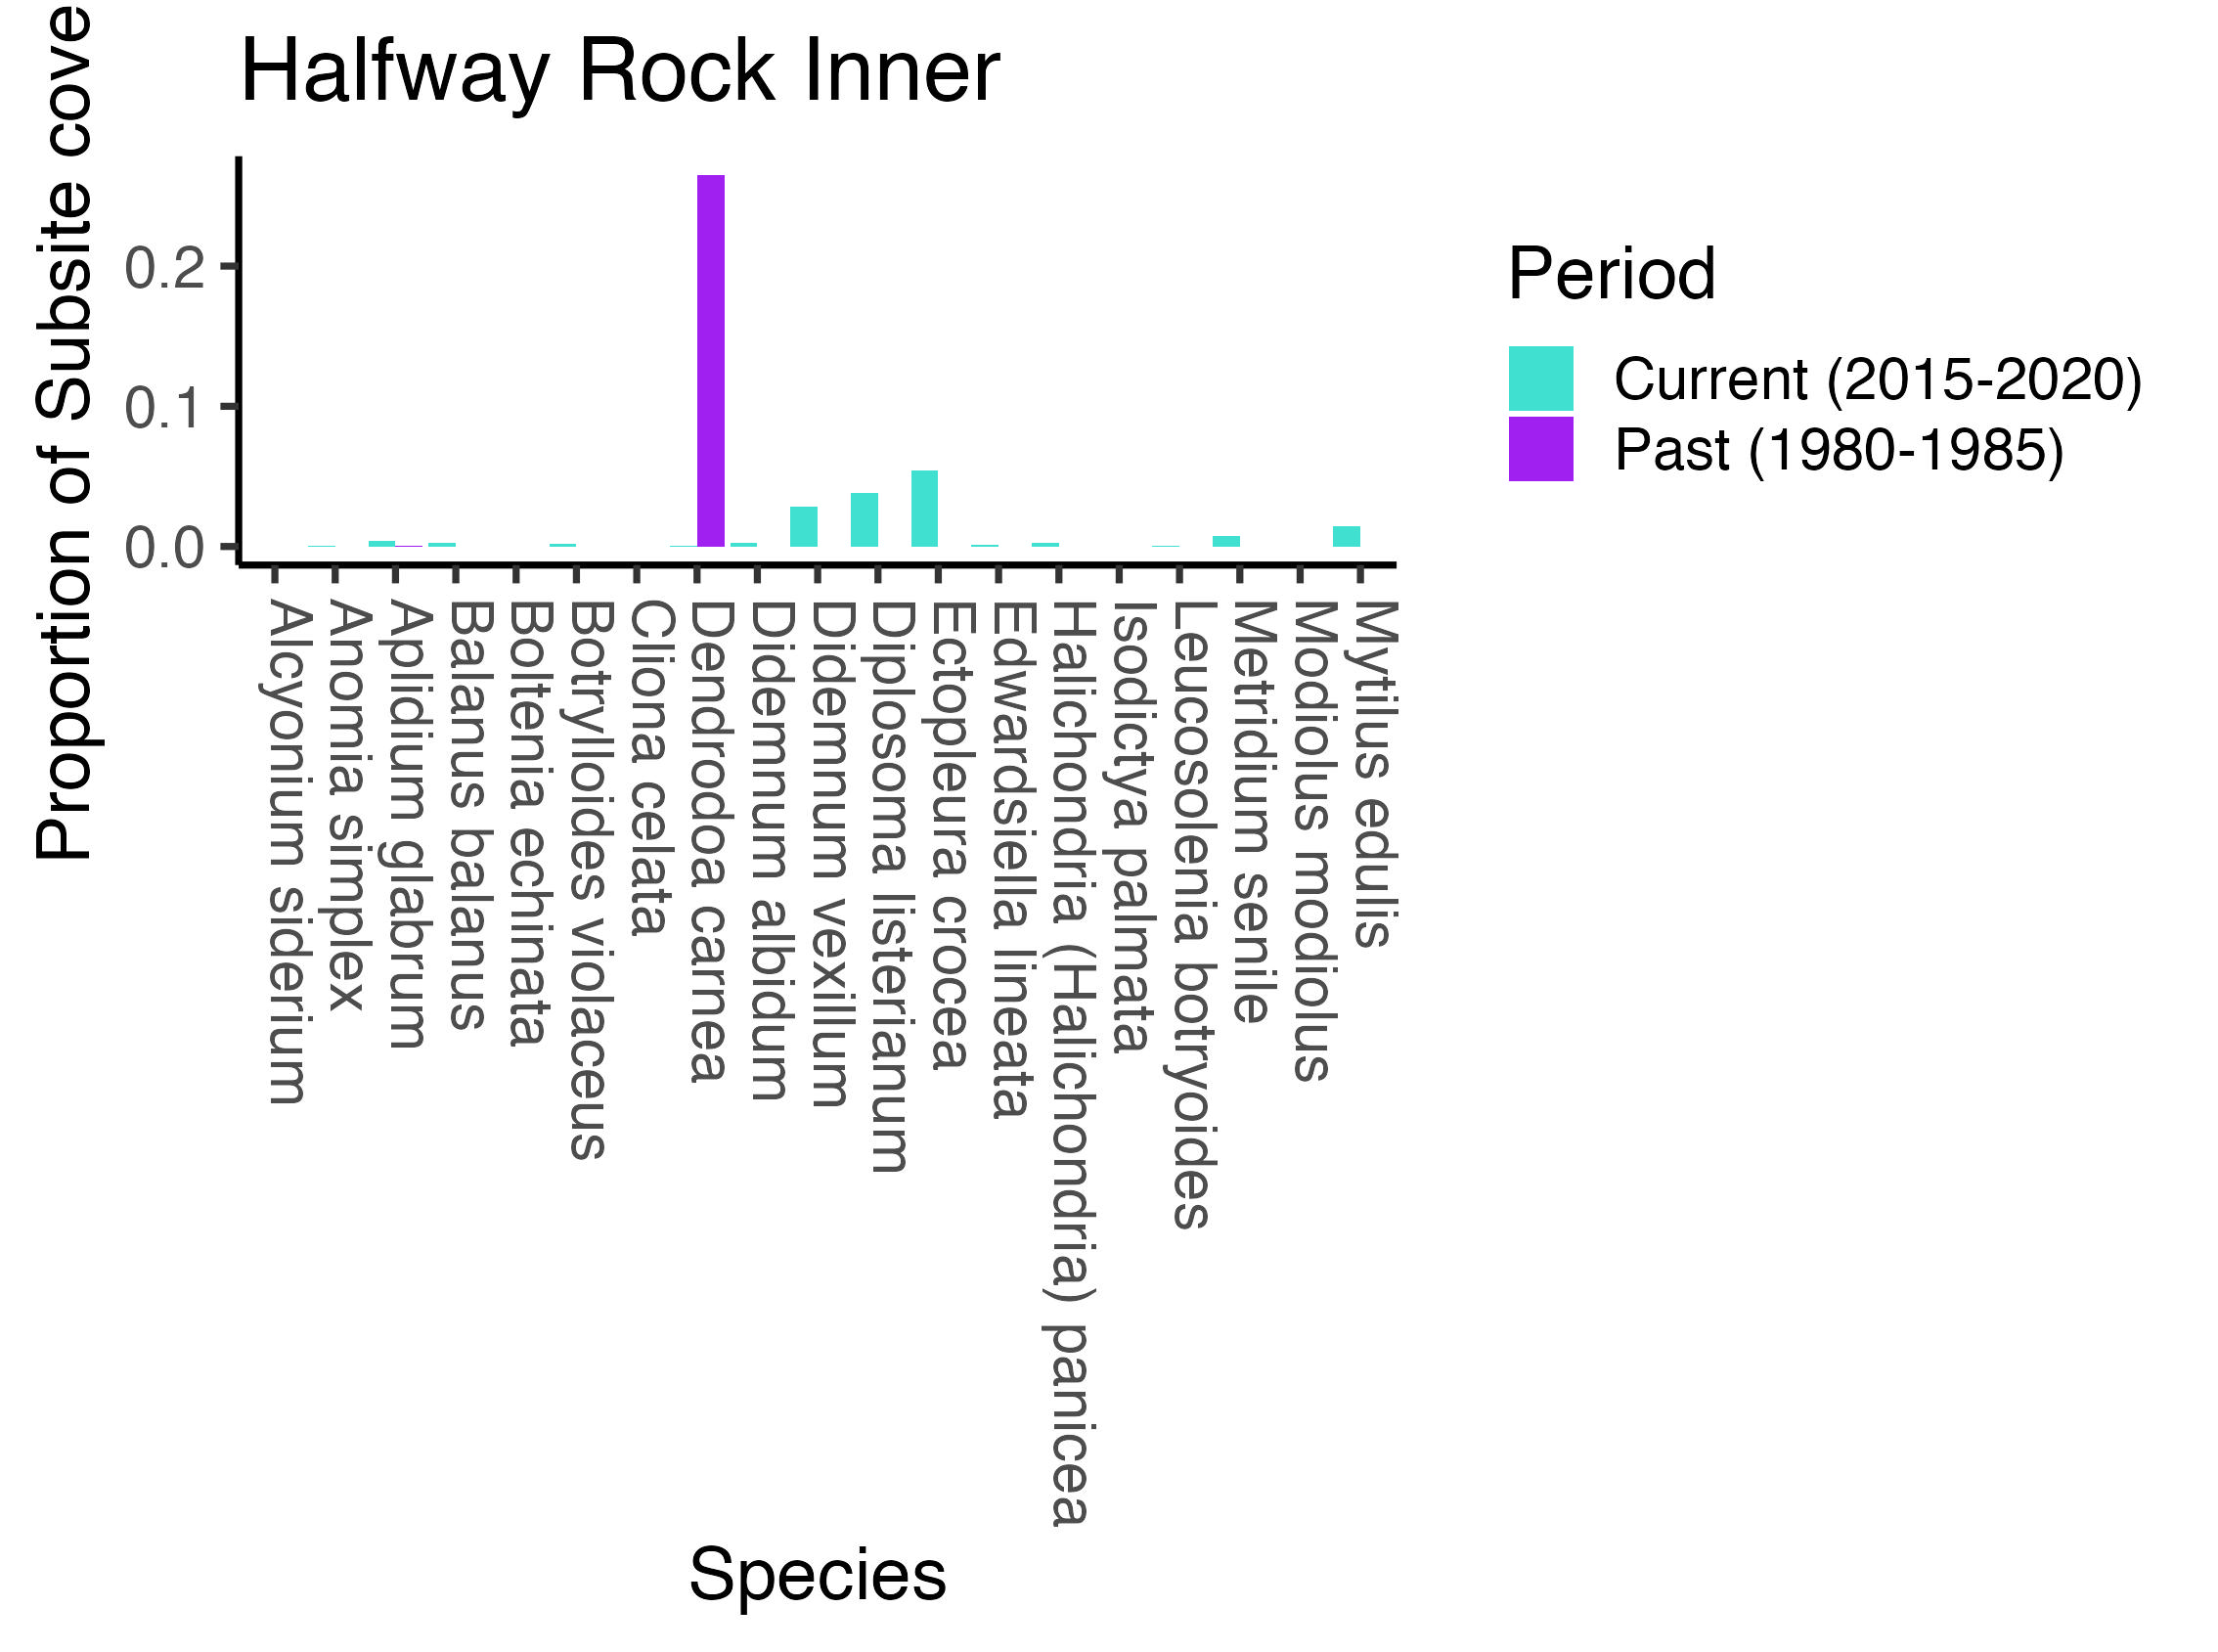 Halfway Rock Inner
Proportion of Subsite cove
0.2
0.1
0.0
Period
Current (2015-2020)
Past (1980-1985)
Alcyonium siderium
Anomia simplex
Aplidium glabrum
Balanus balanus
Boltenia echinata
Botrylloides violaceus
Cliona celata
Dendrodoa carnea
Didemnum albidum
Didemnum vexillum
Diplosoma listerianum
Ectopleura crocea
Edwardsiella lineata
Halichondria (Halichondria) panicea
Isodictya palmata
Leucosolenia botryoides
Metridium senile
Modiolus modiolus
Mytilus edulis
Species